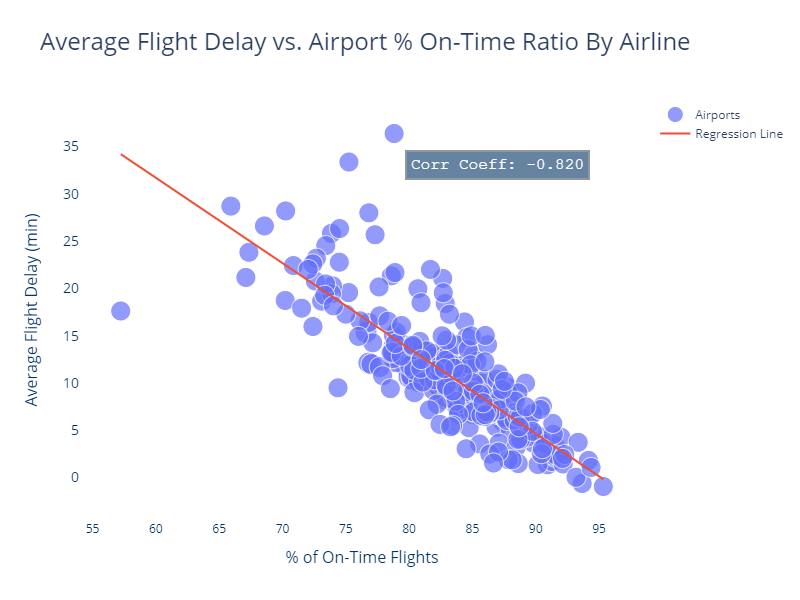 Average Flight Delay vs. Airport % On-Time Ratio By Airline
Airports
Regression Line
Corr Coeff: -0.820
35
30
25
20
15
10
5
0
Average Flight Delay (min)
55 60 65 70 75 80 85 90 95
% of On-Time Flights